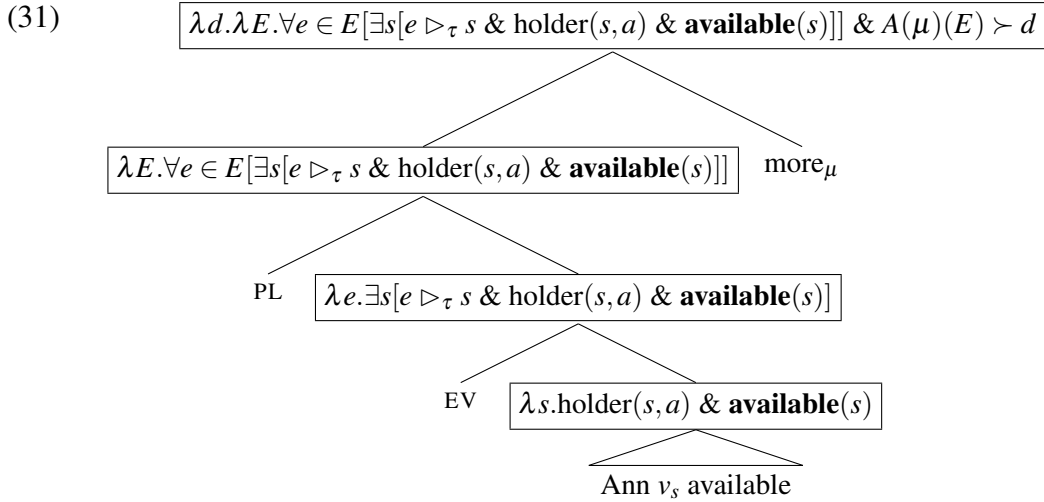 (31)
λd.λE.∀e ∈ E[∃s[e ▷τ s & holder(s,a) & available(s)]] & A(μ)(E) ≻ d
λE.∀e ∈ E[∃s[e ▷τ s & holder(s,a) & available(s)]]
moreμ
PL
λe.∃s[e ▷τ s & holder(s,a) & available(s)]
EV
λs.holder(s,a) & available(s)
Ann vs available